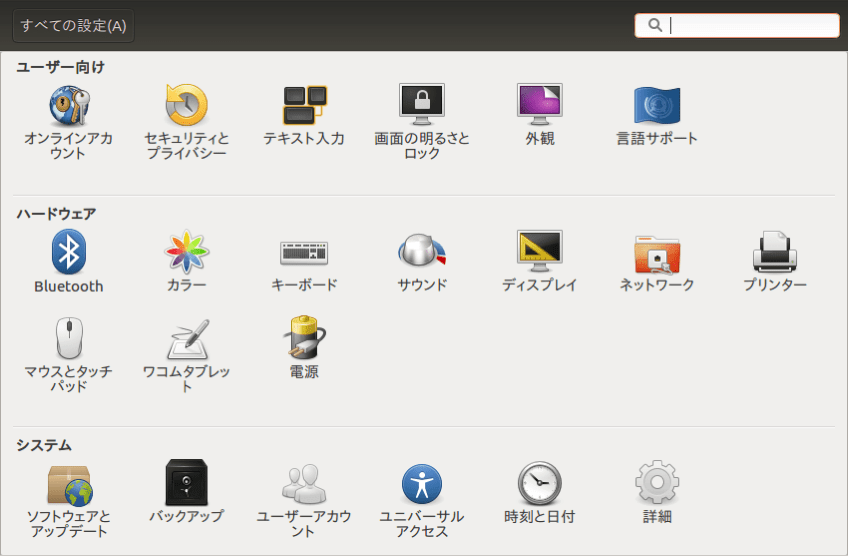 すべての設定(A)
ユーザー向け
オンラインアカ
ウント
セキュリティと
プライバシー
テキスト入力
画面の明るさと
ロック
外観
言語サポート
ハードウェア
Bluetooth
カラー
キーボード
サウンド
ディスプレイ
ネットワーク
プリンター
マウスとタッチ
パッド
ワコムタブレッ
ト
電源
システム
ソフトウェアと
アップデート
バックアップ
ユーザーアカウ
ント
ユニバーサル
アクセス
時刻と日付
詳細